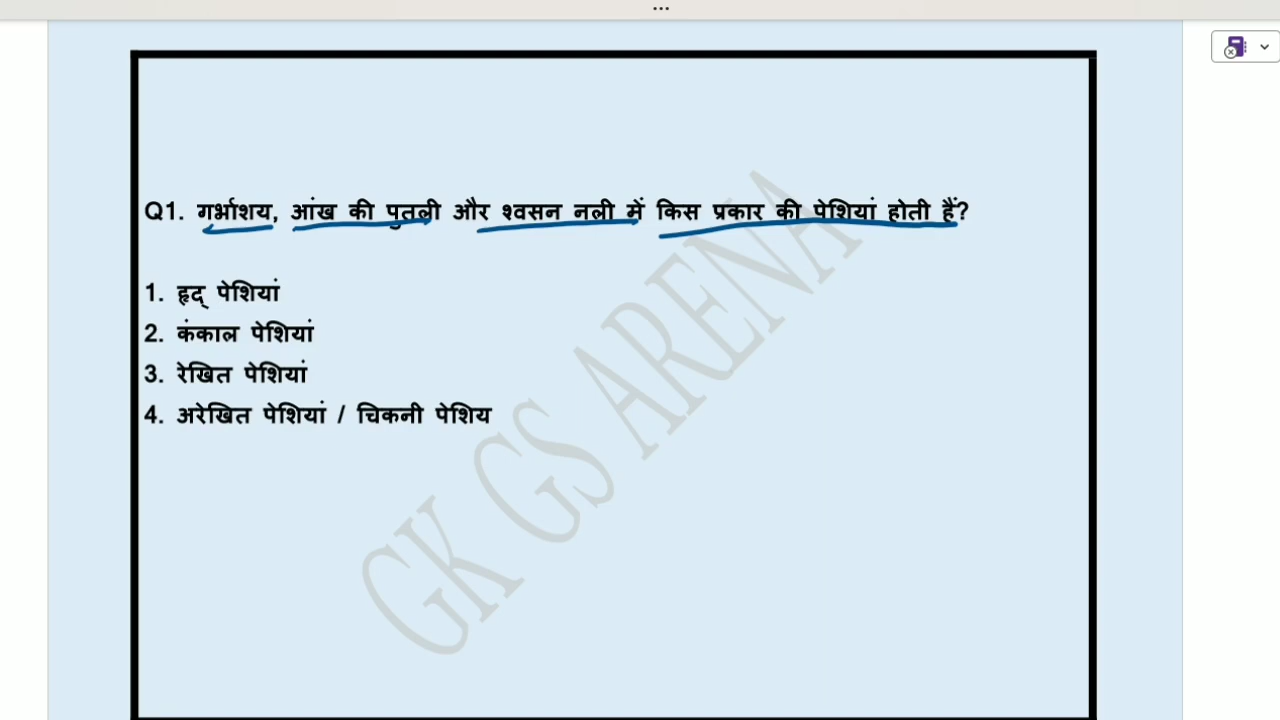 Q1. गर्भाशय, आंख की पुतली और श्वसन नली में किस प्रकार की पेशियां होती हैं?
1. हृद् पेशियां
2. कंकाल पेशियां
3. रेखित पेशियां
4. अरेखित पेशियां / चिकनी पेशिय
GK GS ARENA